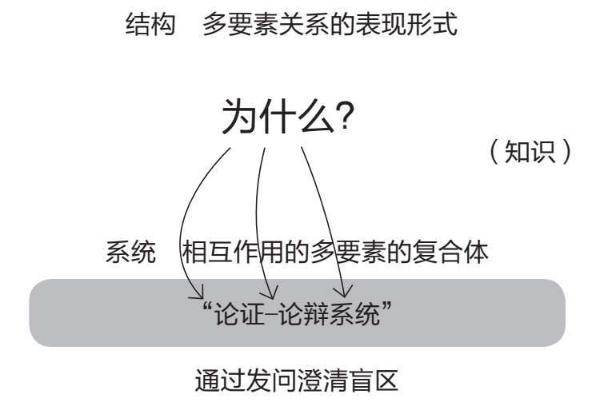 结构 多要素关系的表现形式
为什么?
（知识）
系统 相互作用的多要素的复合体
“论证–论辩系统”
通过发问澄清盲区